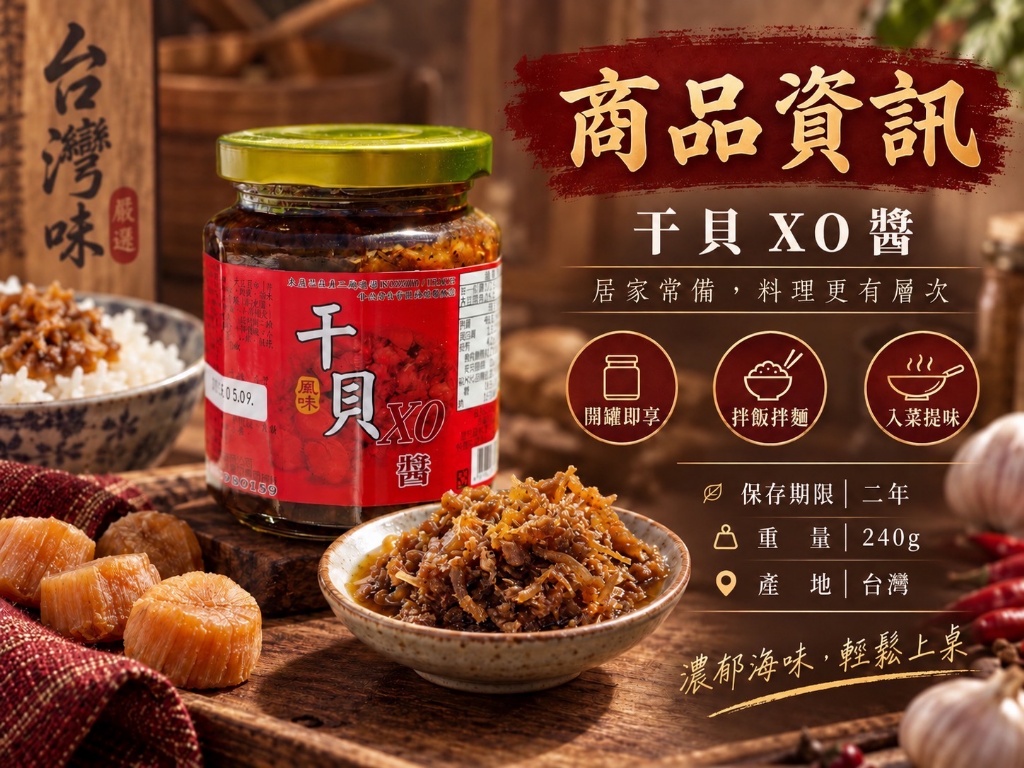 台灣味
嚴選
商品資訊
干貝 XO 醬
居家常備，料理更有層次
開罐即享
拌飯拌麵
入菜提味
保存期限 | 二年
重 量 | 240g
產 地 | 台灣
濃郁海味，輕鬆上桌
干貝
風味
XO
醬
05.09.